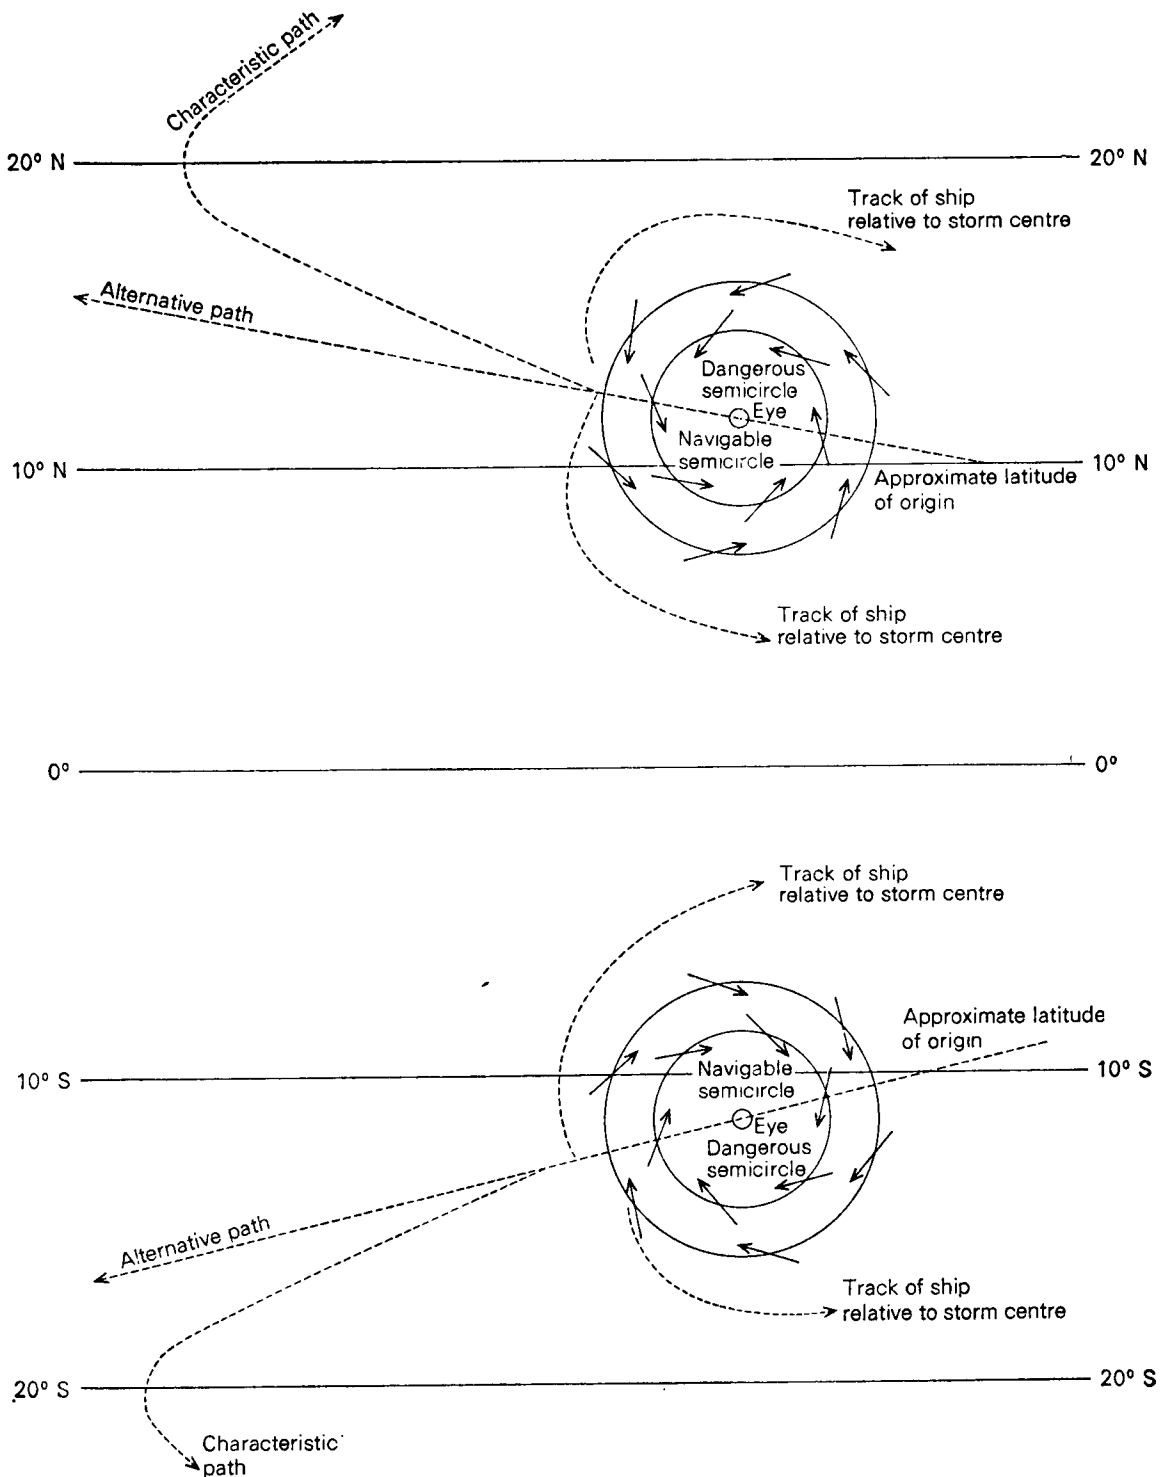 Characteristic path
20° N
20° N
Track of ship
relative to storm centre
Alternative path
Dangerous
semicircle
Eye
Navigable
semicircle
10° N
10° N
Approximate latitude
of origin
Track of ship
relative to storm centre
0°
0°
Track of ship
relative to storm centre
Approximate latitude
of origin
10° S
10° S
Navigable
semicircle
Eye
Dangerous
semicircle
Alternative path
Track of ship
relative to storm centre
20° S
20° S
Characteristic
path